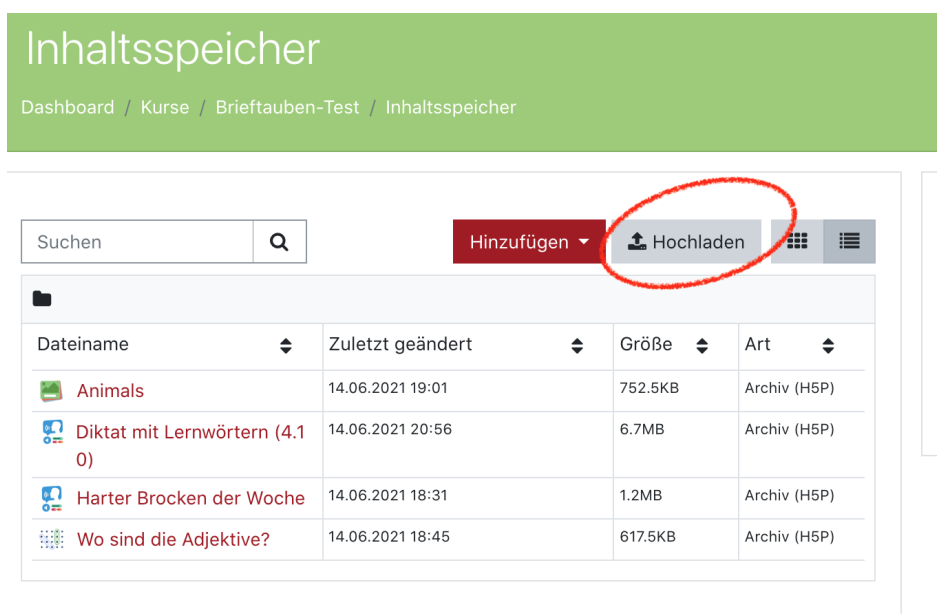 Inhaltsspeicher
Dashboard / Kurse / Brieftauben-Test / Inhaltsspeicher
Suchen Hinzufügen Hochladen
Dateiname Zuletzt geändert Größe Art
Animals 14.06.2021 19:01 752.5KB Archiv (H5P)
Diktat mit Lernwörtern (4.1 14.06.2021 20:56 6.7MB Archiv (H5P)
0)
Harter Brocken der Woche 14.06.2021 18:31 1.2MB Archiv (H5P)
Wo sind die Adjektive? 14.06.2021 18:45 617.5KB Archiv (H5P)